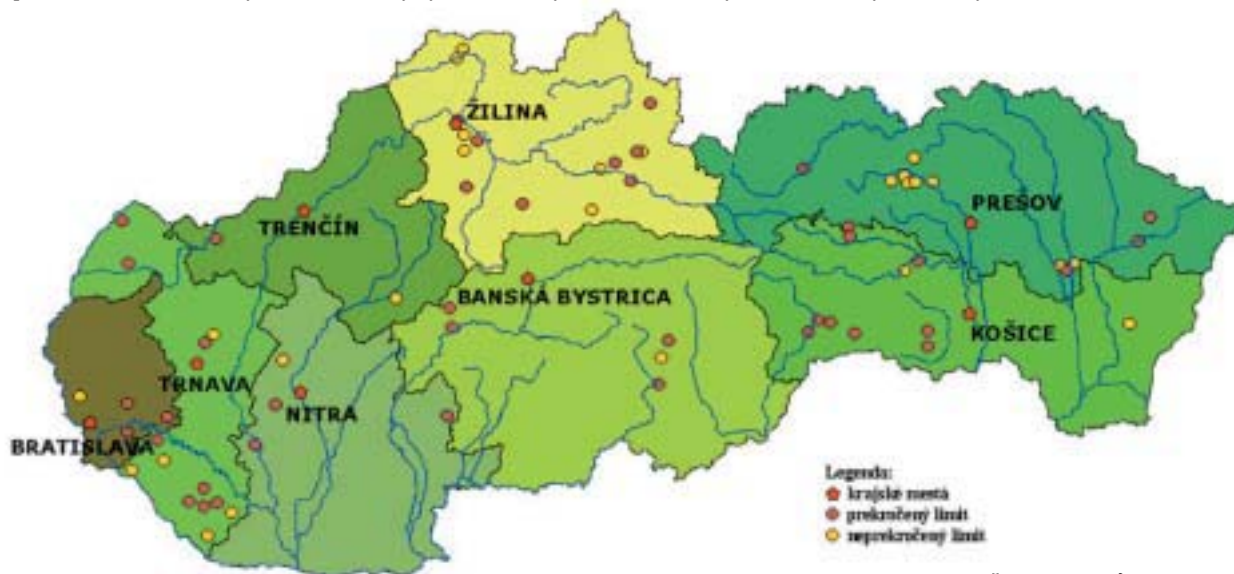 ŽILINA
TRENČÍN
PREŠOV
BANSKÁ BYSTRICA
KOŠICE
TRNAVA
NITRA
BRATISLAVA
Legenda:
krajské mestá
prekročený limit
neprekročený limit